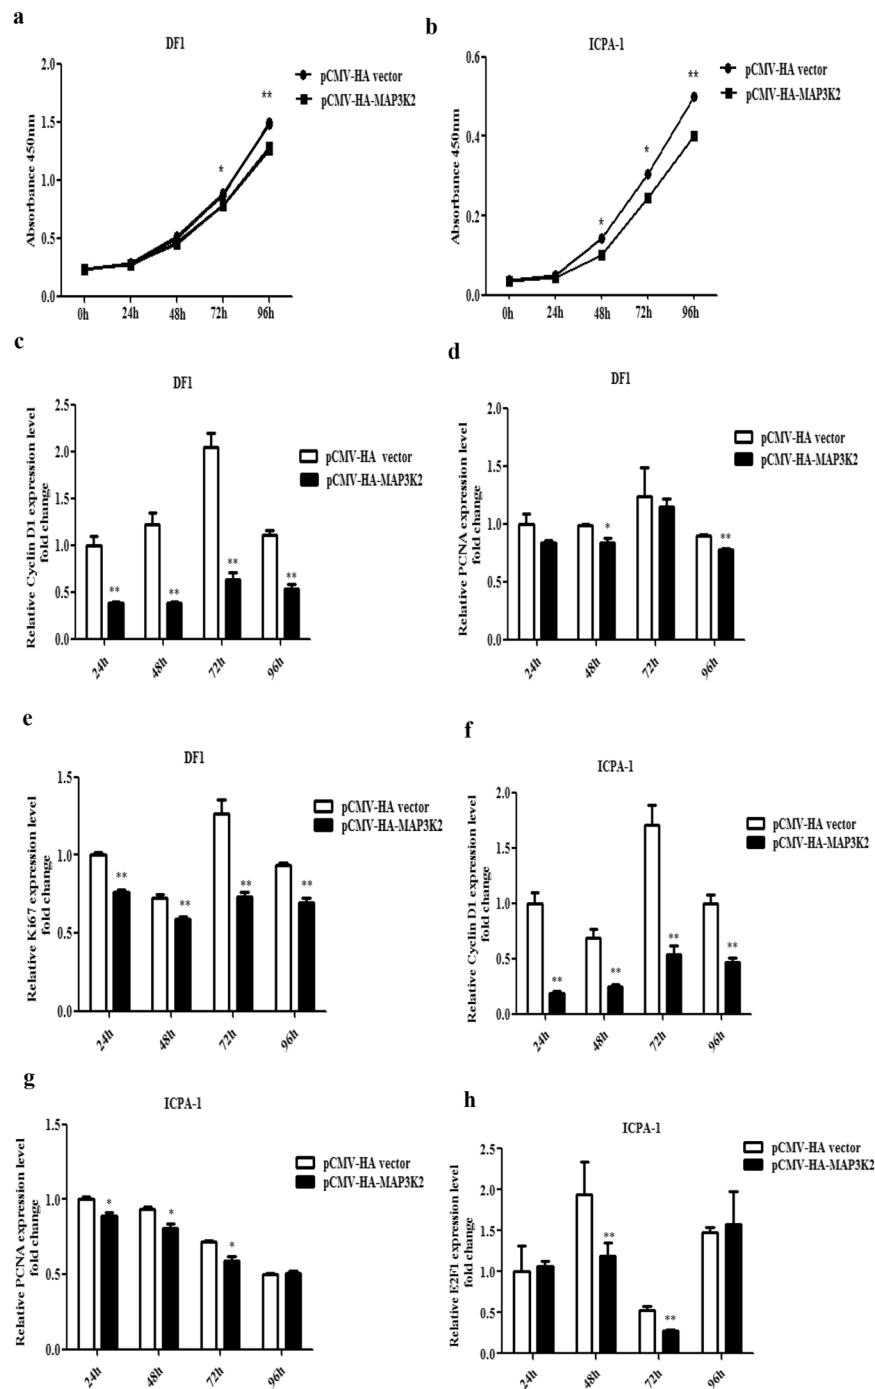 a
DF1
Absorbance 450nm
2.0
1.5
1.0
0.5
0.0
0h 24h 48h 72h 96h
* **
pCMV-HA vector
pCMV-HA-MAP3K2
b
ICPA-1
Absorbance 450nm
0.6
0.4
0.2
0.0
0h 24h 48h 72h 96h
* * **
pCMV-HA vector
pCMV-HA-MAP3K2
c
DF1
Relative Cyclin D1 expression level
fold change
2.5
2.0
1.5
1.0
0.5
0.0
** ** ** **
24h 48h 72h 96h
pCMV-HA vector
pCMV-HA-MAP3K2
d
DF1
Relative PCNA expression level
fold change
2.0
1.5
1.0
0.5
0.0
* **
24h 48h 72h 96h
pCMV-HA vector
pCMV-HA-MAP3K2
e
DF1
Relative Ki67 expression level
fold change
1.5
1.0
0.5
0.0
** ** ** **
24h 48h 72h 96h
pCMV-HA vector
pCMV-HA-MAP3K2
f
ICPA-1
Relative Cyclin D1 expression level
fold change
2.0
1.5
1.0
0.5
0.0
** ** ** **
24h 48h 72h 96h
pCMV-HA vector
pCMV-HA-MAP3K2
g
ICPA-1
Relative PCNA expression level
fold change
1.5
1.0
0.5
0.0
* * *
24h 48h 72h 96h
pCMV-HA vector
pCMV-HA-MAP3K2
h
ICPA-1
Relative E2F1 expression level
fold change
2.5
2.0
1.5
1.0
0.5
0.0
** **
24h 48h 72h 96h
pCMV-HA vector
pCMV-HA-MAP3K2